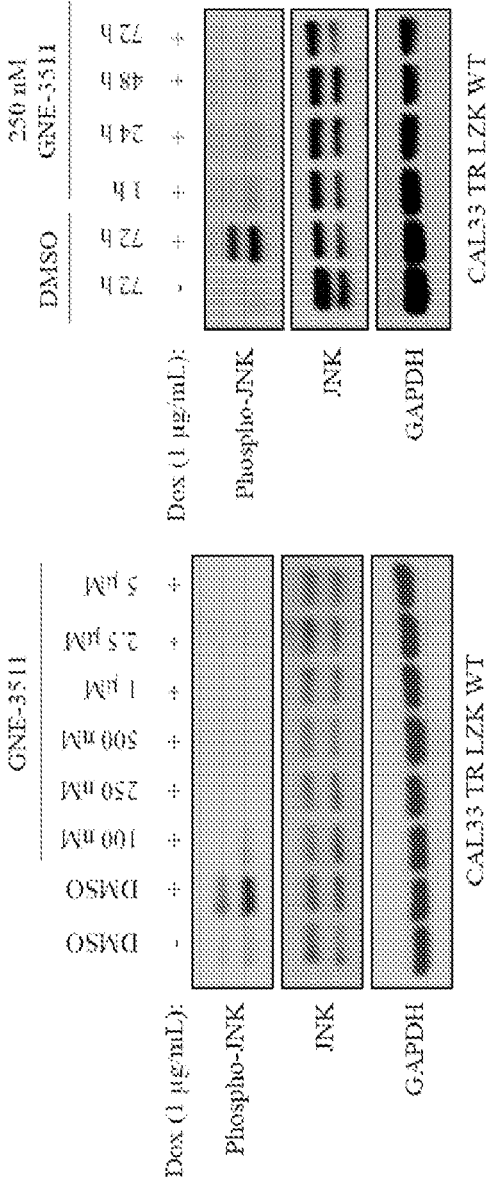 GNE-3511
DMSO DMSO 100 nM 250 nM 500 nM 1 µM 2.5 µM 5 µM
Dox (1 µg/mL): - + + + + + + +
Phospho-JNK
JNK
GAPDH
CAL33 TR LZK WT
250 nM
DMSO GNE-3511
72 h 72 h 1 h 24 h 48 h 72 h
Dox (1 µg/mL): - + + + + +
Phospho-JNK
JNK
GAPDH
CAL33 TR LZK WT